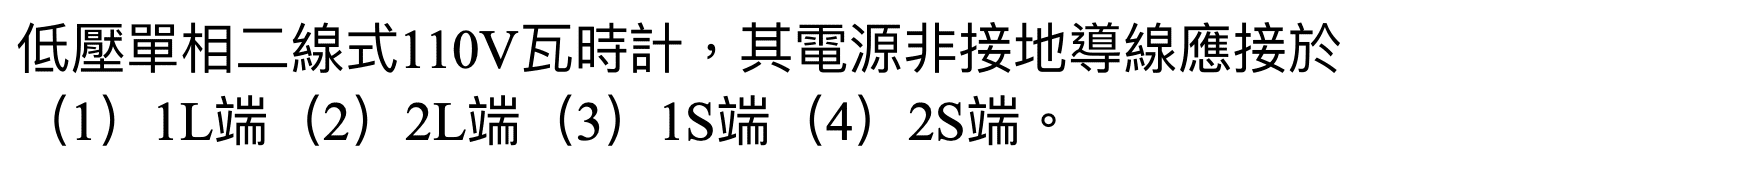 低壓單相二線式110V瓦時計，其電源非接地導線應接於
（1）1L端（2）2L端（3）1S端（4）2S端。